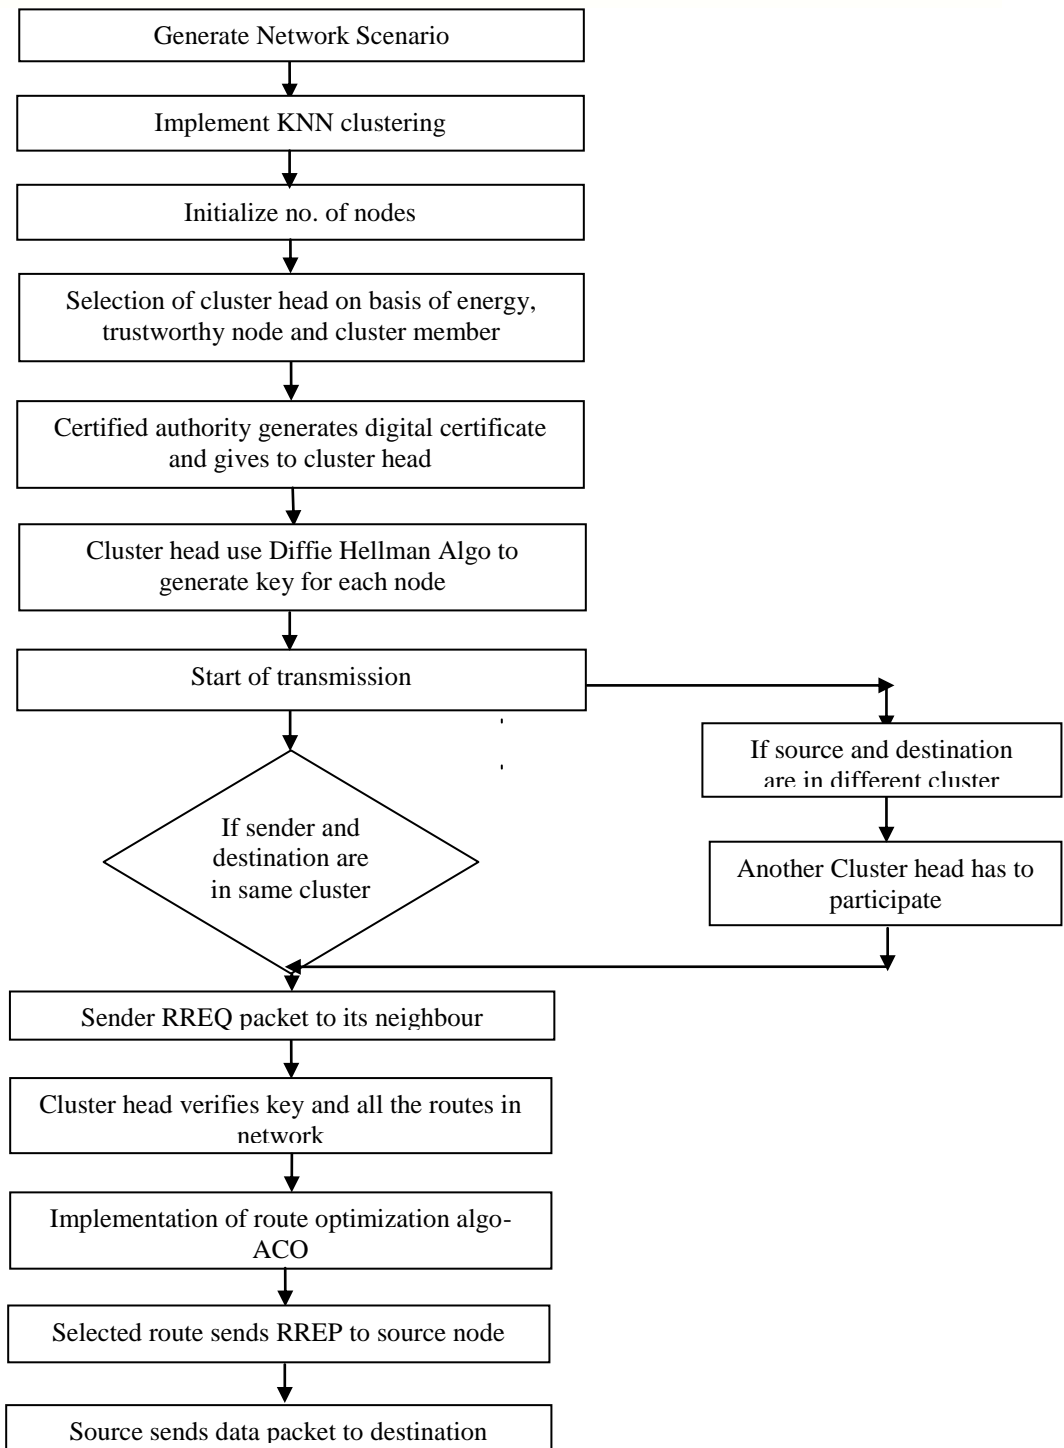 Generate Network Scenario
Implement KNN clustering
Initialize no. of nodes
Selection of cluster head on basis of energy,
trustworthy node and cluster member
Certified authority generates digital certificate
and gives to cluster head
Cluster head use Diffie Hellman Algo to
generate key for each node
Start of transmission
If source and destination
are in different cluster
If sender and
destination are
in same cluster
Another Cluster head has to
participate
Sender RREQ packet to its neighbour
Cluster head verifies key and all the routes in
network
Implementation of route optimization algo-
ACO
Selected route sends RREP to source node
Source sends data packet to destination